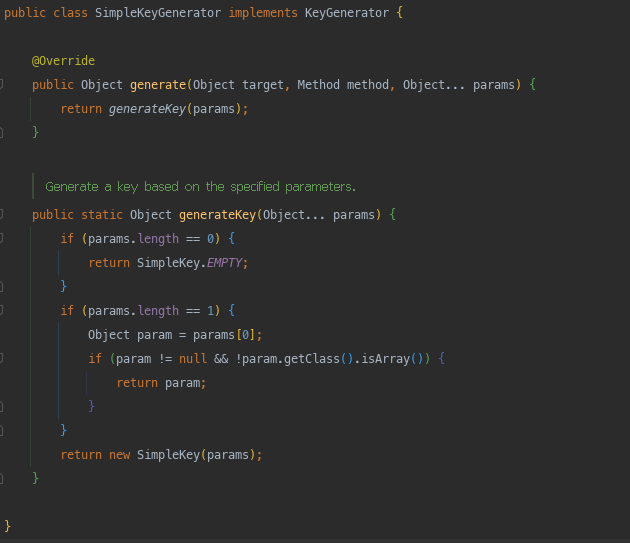 public class SimpleKeyGenerator implements KeyGenerator {
@Override
public Object generate(Object target, Method method, Object... params) {
return generateKey(params);
}
Generate a key based on the specified parameters.
public static Object generateKey(Object... params) {
if (params.length == 0) {
return SimpleKey.EMPTY;
}
if (params.length == 1) {
Object param = params[0];
if (param != null && !param.getClass().isArray()) {
return param;
}
}
return new SimpleKey(params);
}
}